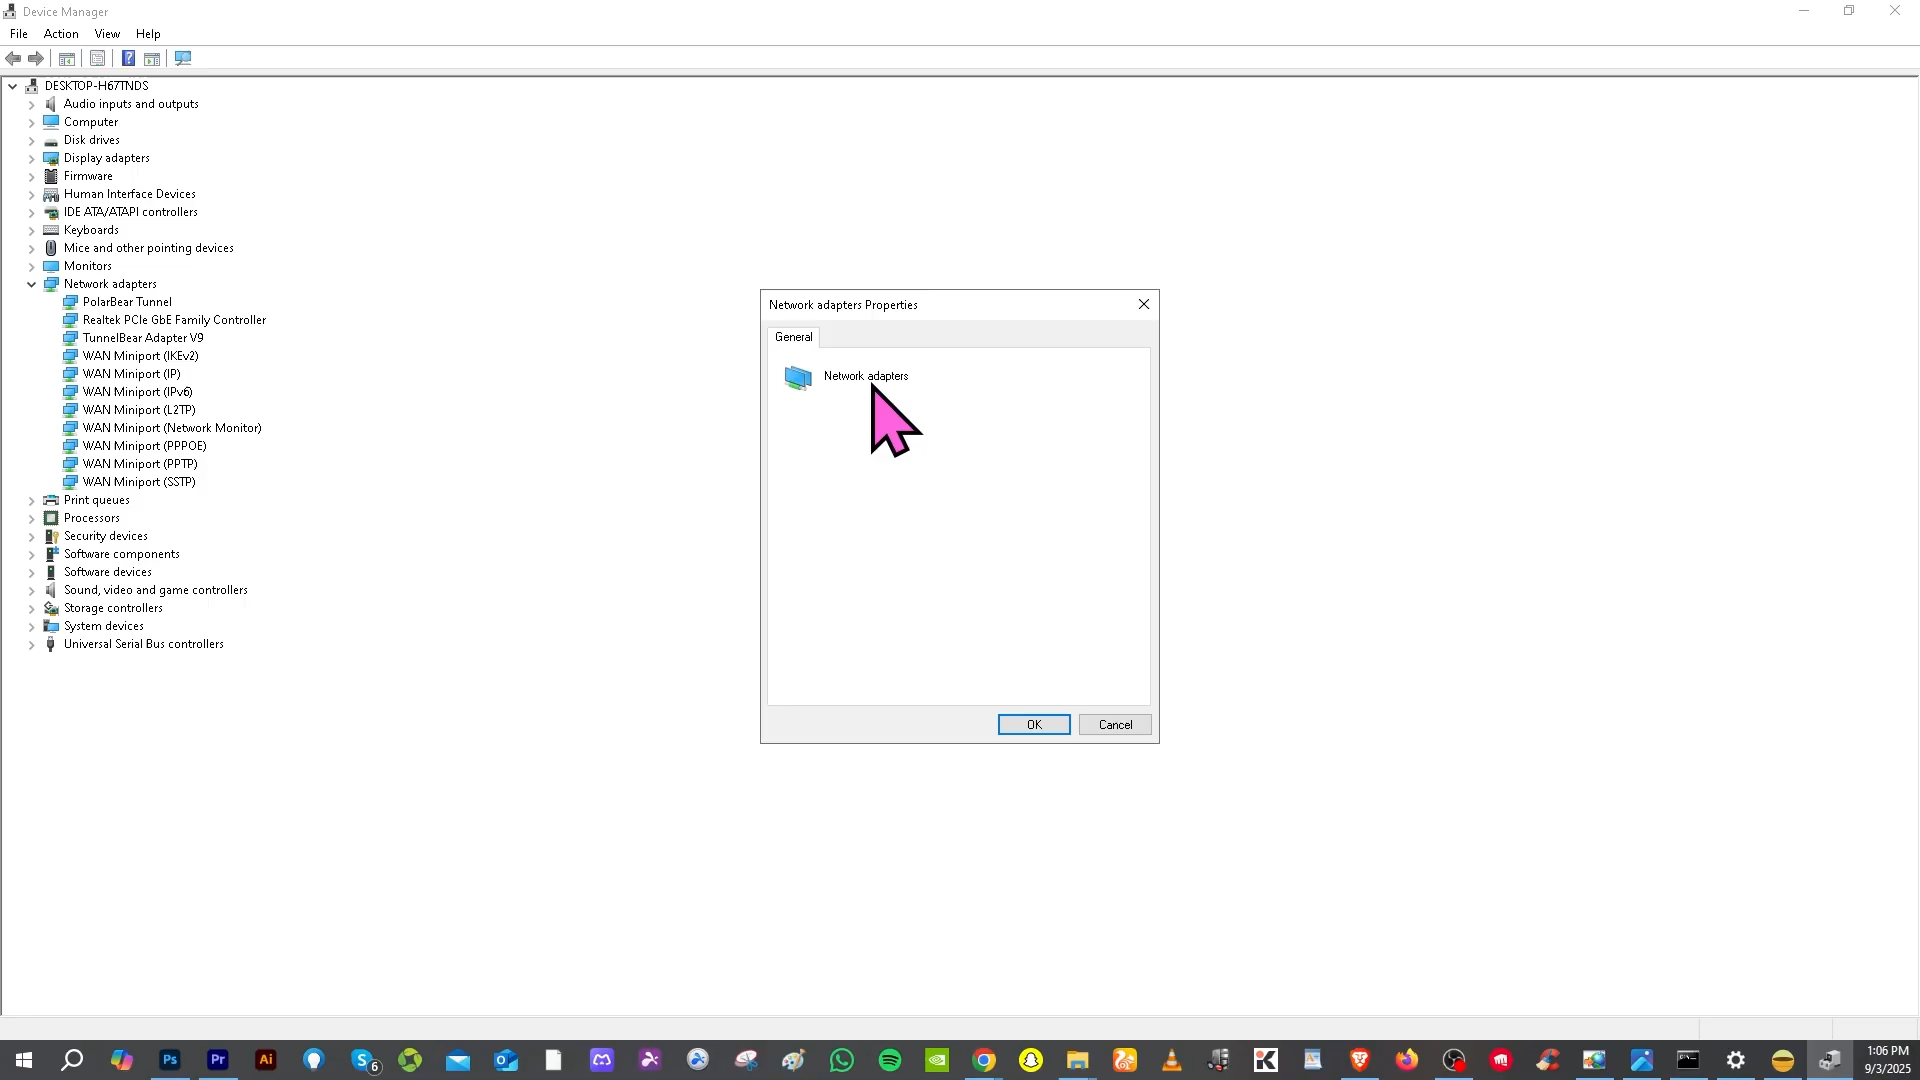 Device Manager
File Action View Help
DESKTOP-H67TNDS
Audio inputs and outputs
Computer
Disk drives
Display adapters
Firmware
Human Interface Devices
IDE ATA/ATAPI controllers
Keyboards
Mice and other pointing devices
Monitors
Network adapters
PolarBear Tunnel
Realtek PCIe GbE Family Controller
TunnelBear Adapter V9
WAN Miniport (IKEv2)
WAN Miniport (IP)
WAN Miniport (IPv6)
WAN Miniport (L2TP)
WAN Miniport (Network Monitor)
WAN Miniport (PPPOE)
WAN Miniport (PPTP)
WAN Miniport (SSTP)
Print queues
Processors
Security devices
Software components
Software devices
Sound, video and game controllers
Storage controllers
System devices
Universal Serial Bus controllers
Network adapters Properties
General
Network adapters
OK Cancel
Ps Pr Ai S 6
1:06 PM
9/3/2025